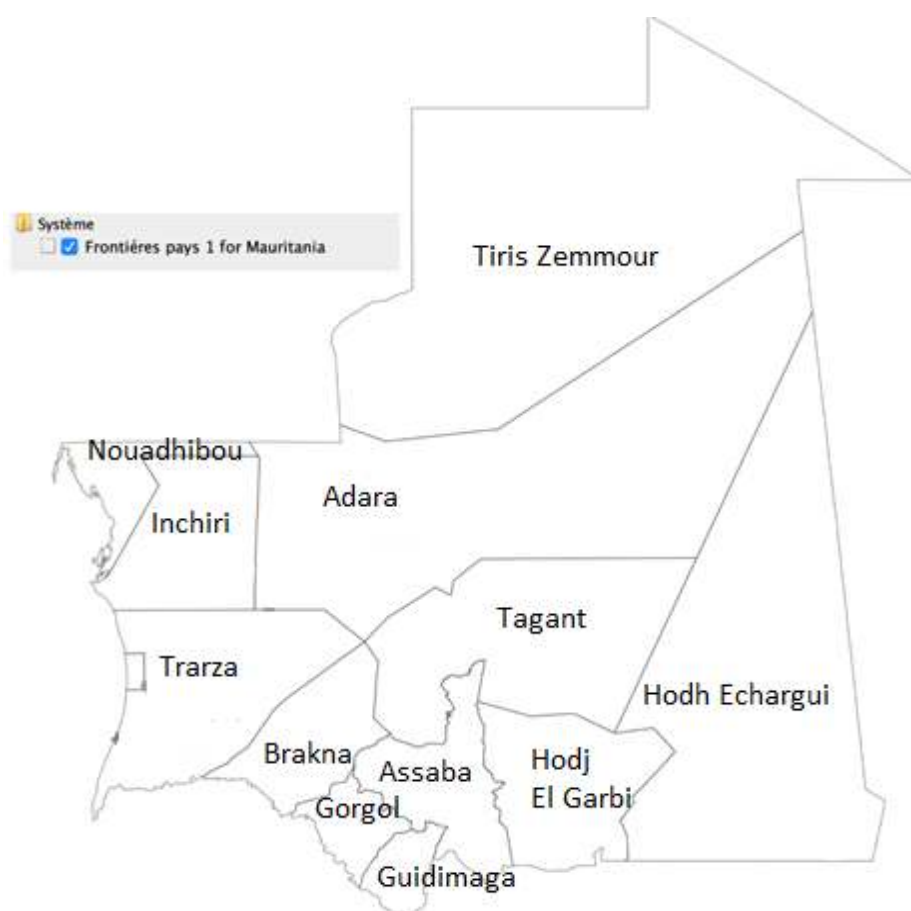 Système
Frontiéres pays 1 for Mauritania
Tiris Zemmour
Nouadhibou
Adara
Inchiri
Tagant
Trarza
Hodh Echargui
Brakna
Assaba
Hodj
El Garbi
Gorgol
Guidimaga